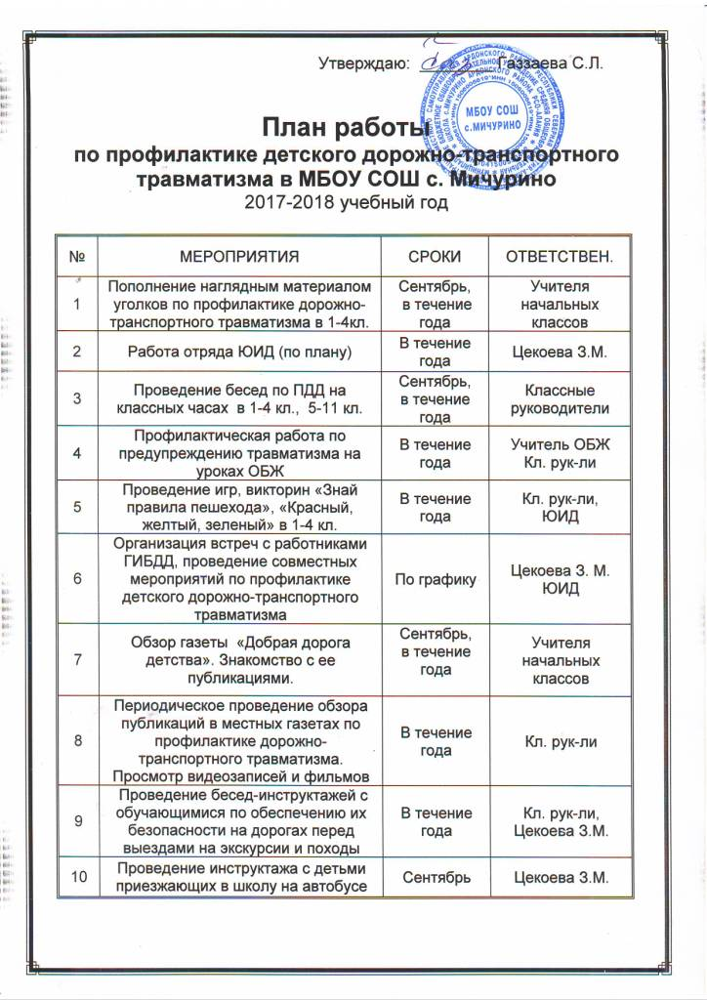 Утверждаю: Газзаева С.Л.
МБОУ СОШ
с.МИЧУРИНО
План работы
по профилактике детского дорожно-транспортного
травматизма в МБОУ СОШ с. Мичурино
2017-2018 учебный год
№ МЕРОПРИЯТИЯ СРОКИ ОТВЕТСТВЕН.
1
Пополнение наглядным материалом
уголков по профилактике дорожно-
транспортного травматизма в 1-4кл.
Сентябрь,
в течение
года
Учителя
начальных
классов
2
Работа отряда ЮИД (по плану)
В течение
года
Цекоева З.М.
3
Проведение бесед по ПДД на
классных часах в 1-4 кл., 5-11 кл.
Сентябрь,
в течение
года
Классные
руководители
4
Профилактическая работа по
предупреждению травматизма на
уроках ОБЖ
В течение
года
Учитель ОБЖ
Кл. рук-ли
5
Проведение игр, викторин «Знай
правила пешехода», «Красный,
желтый, зеленый» в 1-4 кл.
В течение
года
Кл. рук-ли,
ЮИД
6
Организация встреч с работниками
ГИБДД, проведение совместных
мероприятий по профилактике
детского дорожно-транспортного
травматизма
По графику
Цекоева З. М.
ЮИД
7
Обзор газеты «Добрая дорога
детства». Знакомство с ее
публикациями.
Сентябрь,
в течение
года
Учителя
начальных
классов
8
Периодическое проведение обзора
публикаций в местных газетах по
профилактике дорожно-
транспортного травматизма.
Просмотр видеозаписей и фильмов
В течение
года
Кл. рук-ли
9
Проведение бесед-инструктажей с
обучающимися по обеспечению их
безопасности на дорогах перед
выездами на экскурсии и походы
В течение
года
Кл. рук-ли,
Цекоева З.М.
10
Проведение инструктажа с детьми
приезжающих в школу на автобусе
Сентябрь
Цекоева З.М.